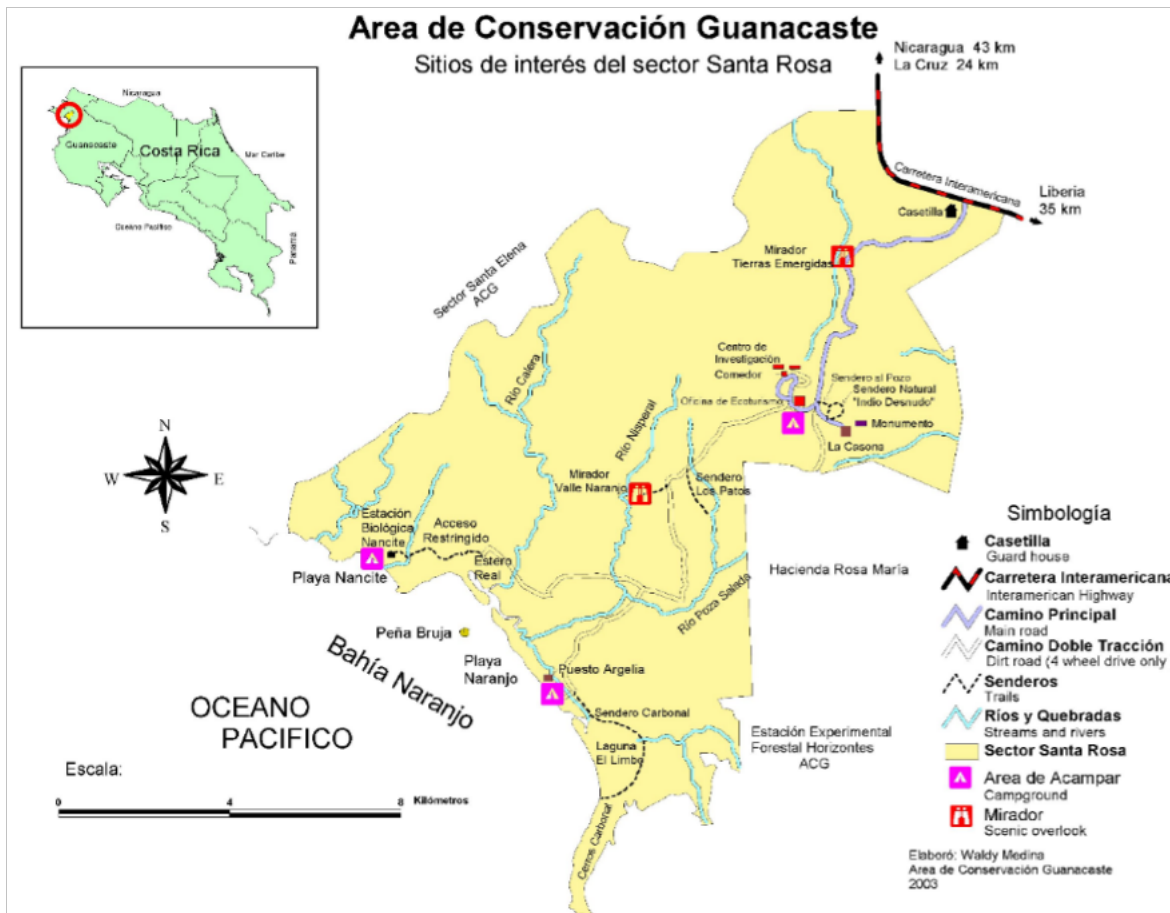 Area de Conservación Guanacaste
Sitios de interés del sector Santa Rosa
Nicaragua 43 km
La Cruz 24 km
Carretera Interamericana
Liberia
35 km
Casetilla
Nicaragua
Guanacaste
Costa Rica
Mar Caribe
Oceano Pacifico
Panama
Mirador
Tierras Emergidas
Sector Santa Elena
ACG
Centro de
Investigación
Comedor
Sendero al Pozo
Sendero Natural
"Indio Desnudo"
Oficina de Ecoturismo
Monumento
La Casona
Río Calera
Río Nisperal
Mirador
Valle Naranjo
Sendero
Los Patos
N
W
E
S
Estación
Biológica
Nancite
Acceso
Restringido
Estero
Real
Playa Nancite
Hacienda Rosa María
Río Poza Salada
Peña Bruja
Bahía Naranjo
Playa
Naranjo
Puesto Argelia
OCEANO
PACIFICO
Sendero Carbonal
Laguna
El Limbo
Estación Experimental
Forestal Horizontes
ACG
Cerros Carbonal
Escala:
0
4
8
Kilómetros
Simbología
Casetilla
Guard house
Carretera Interamericana
Interamerican Highway
Camino Principal
Main road
Camino Doble Tracción
Dirt road (4 wheel drive only
Senderos
Trails
Ríos y Quebradas
Streams and rivers
Sector Santa Rosa
Area de Acampar
Campground
Mirador
Scenic overlook
Elaboró: Waldy Medina
Area de Conservación Guanacaste
2003